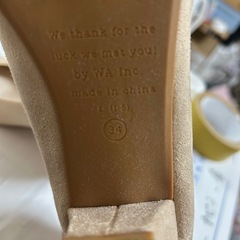 We thank for the
luck we met you!
by WA Inc.
made in china
34